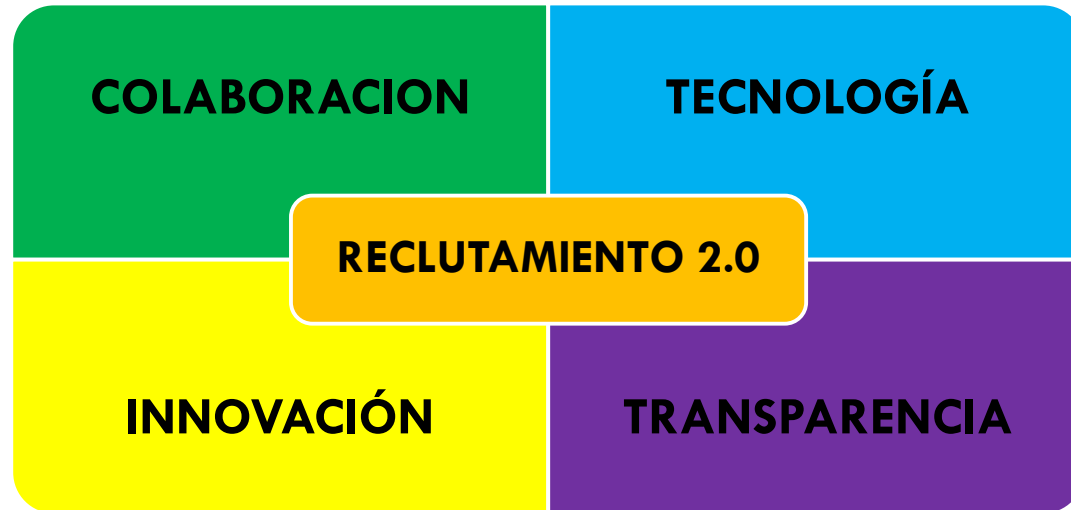 COLABORACION
TECNOLOGÍA
RECLUTAMIENTO 2.0
INNOVACIÓN
TRANSPARENCIA